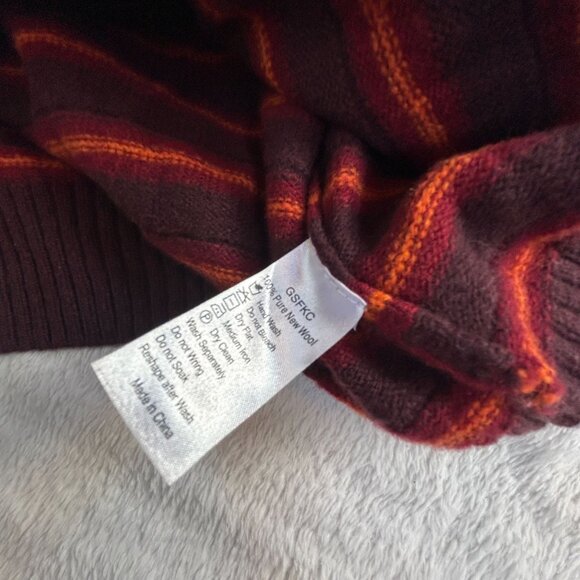 GSFKC
100% Pure New Wool
Hand Wash
Do not Bleach
Dry Flat
Medium Iron
Dry Clean
Wash Separately
Do not Wring
Do not Soak
Reshape after Wash
Made in China